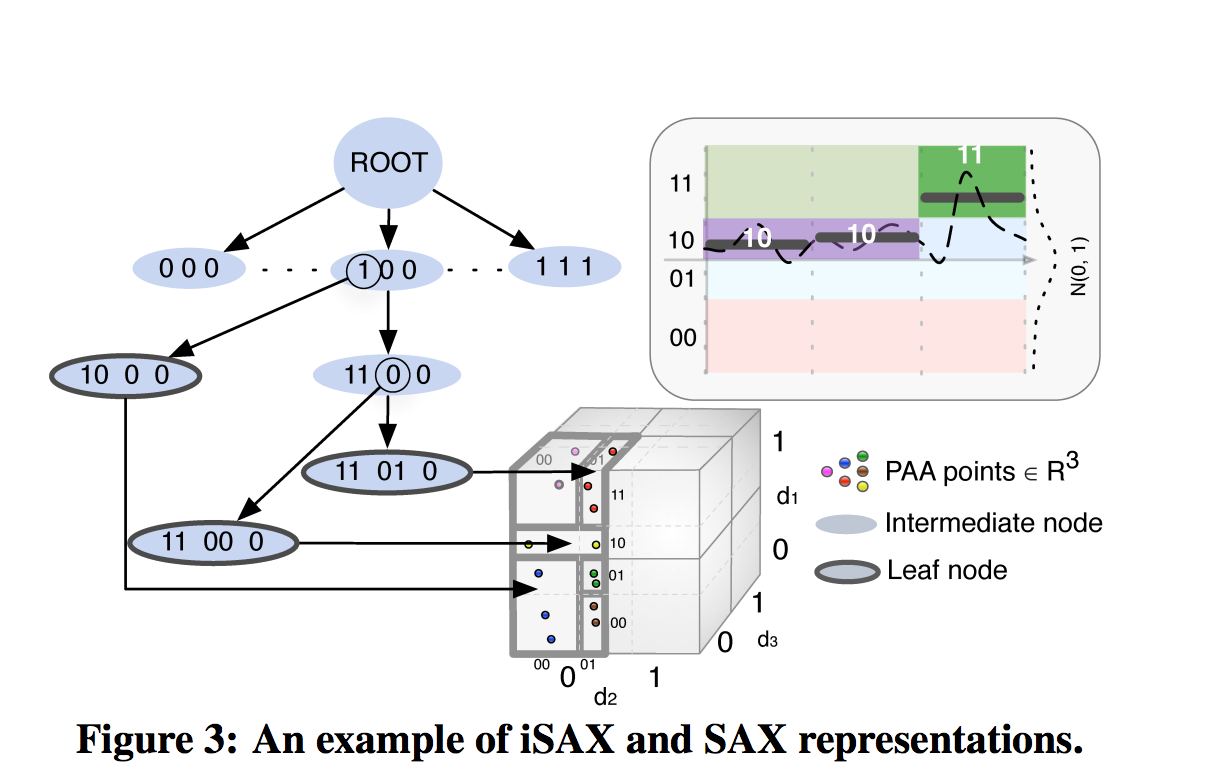 ROOT
0 0 0
1 0 0
1 1 1
10 0 0
11 0 0
11 01 0
11 00 0
11
10
01
00
10
10
11
N(0, 1)
00
01
11
10
01
00
00
01
0
1
d2
1
d1
0
1
0
d3
PAA points ∈ R3
Intermediate node
Leaf node
Figure 3: An example of iSAX and SAX representations.